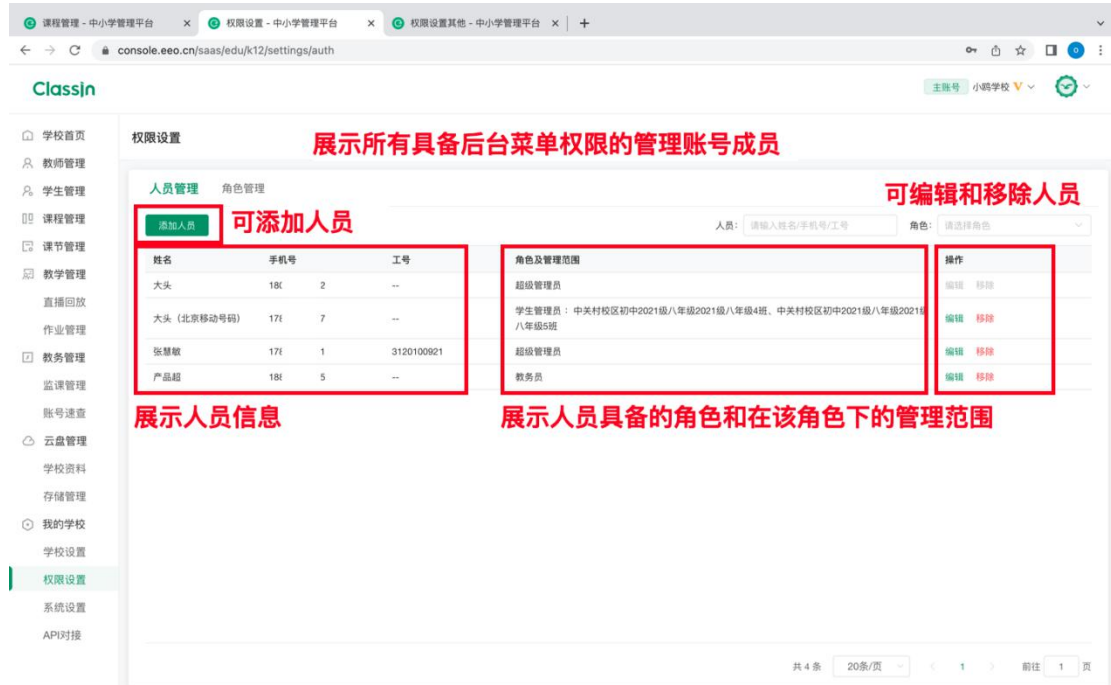 课程管理 - 中小学管理平台
权限设置 - 中小学管理平台
权限设置其他 - 中小学管理平台
console.eeo.cn/saas/edu/k12/settings/auth
ClassIn
主账号 小鸥学校 V
学校首页
教师管理
学生管理
课程管理
课节管理
教学管理
直播回放
作业管理
教务管理
监课管理
账号速查
云盘管理
学校资料
存储管理
我的学校
学校设置
权限设置
系统设置
API对接
权限设置
展示所有具备后台菜单权限的管理账号成员
人员管理 角色管理
可编辑和移除人员
添加人员 可添加人员 人员: 请输入姓名/手机号/工号 角色: 请选择角色
姓名 手机号 工号 角色及管理范围 操作
大头 180 2 -- 超级管理员 编辑 移除
大头（北京移动号码） 178 7 -- 学生管理员： 中关村校区初中2021级八年级2021级八年级4班、中关村校区初中2021级八年级2021级八年级5班 编辑 移除
张慧敏 178 1 3120100921 超级管理员 编辑 移除
产品超 188 5 -- 教务员 编辑 移除
展示人员信息
展示人员具备的角色和在该角色下的管理范围
共 4 条 20条/页 1 前往 1 页